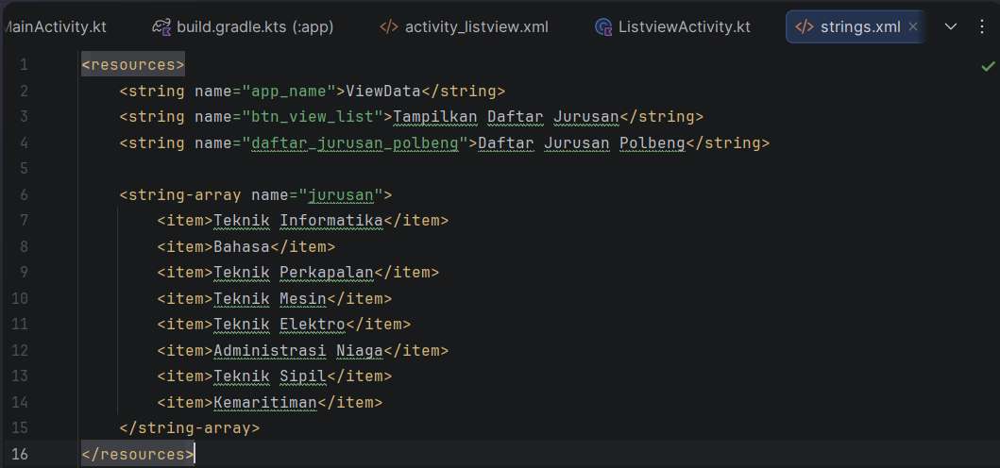 MainActivity.kt build.gradle.kts (:app) activity_listview.xml ListviewActivity.kt strings.xml
1 <resources>
2 <string name="app_name">ViewData</string>
3 <string name="btn_view_list">Tampilkan Daftar Jurusan</string>
4 <string name="daftar_jurusan_polbeng">Daftar Jurusan Polbeng</string>
5
6 <string-array name="jurusan">
7 <item>Teknik Informatika</item>
8 <item>Bahasa</item>
9 <item>Teknik Perkapalan</item>
10 <item>Teknik Mesin</item>
11 <item>Teknik Elektro</item>
12 <item>Administrasi Niaga</item>
13 <item>Teknik Sipil</item>
14 <item>Kemaritiman</item>
15 </string-array>
16 </resources>